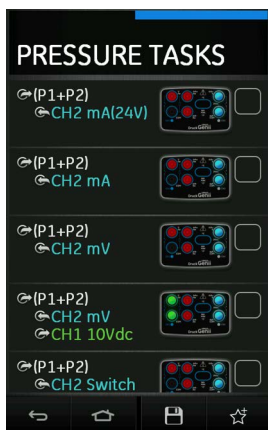 PRESSURE TASKS
(P1+P2)
CH2 mA(24V)
(P1+P2)
CH2 mA
(P1+P2)
CH2 mV
(P1+P2)
CH2 mV
CH1 10Vdc
(P1+P2)
CH2 Switch